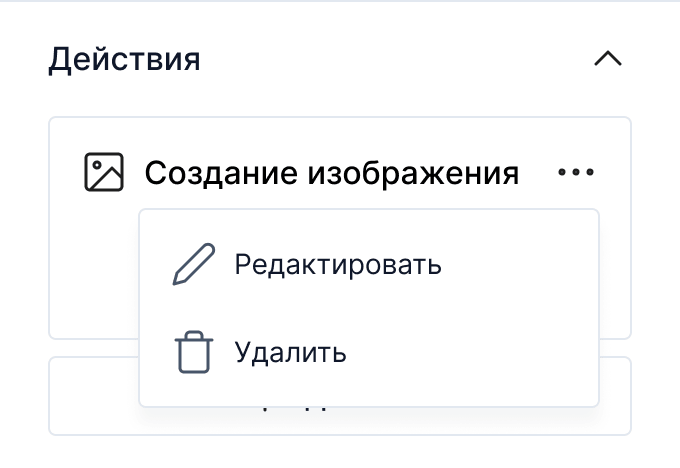 Действия
Создание изображения
Редактировать
Удалить